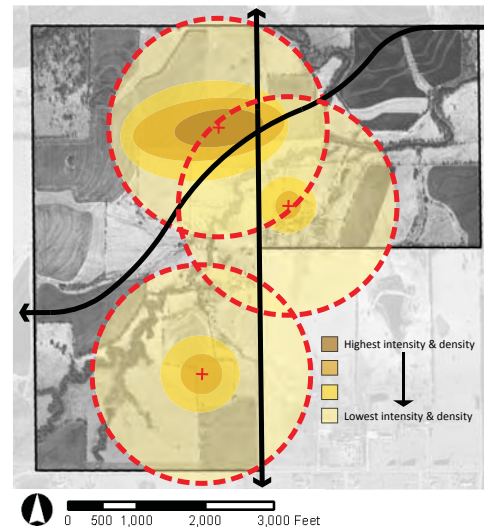 Highest intensity & density
Lowest intensity & density
0 500 1,000 2,000 3,000 Feet